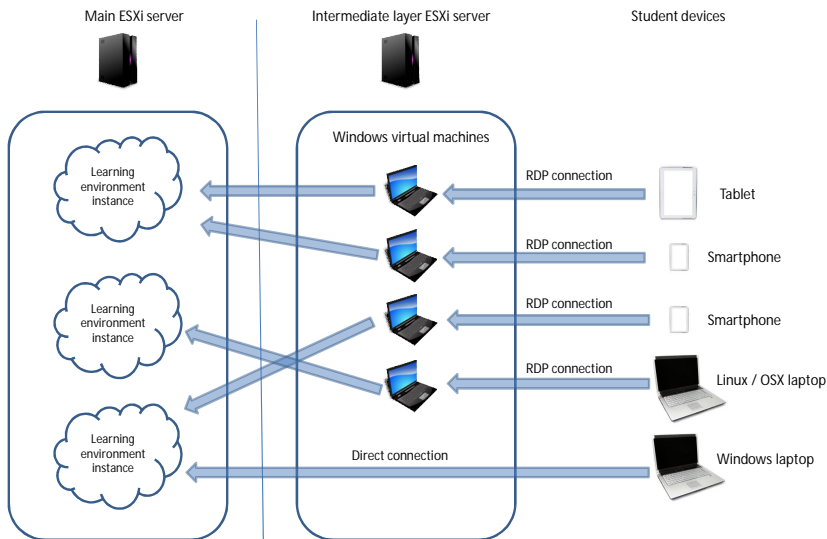 Main ESXi server
Intermediate layer ESXi server
Student devices
Windows virtual machines
Learning
environment
instance
RDP connection
Tablet
RDP connection
Smartphone
Learning
environment
instance
RDP connection
Smartphone
RDP connection
Linux / OSX laptop
Learning
environment
instance
Direct connection
Windows laptop